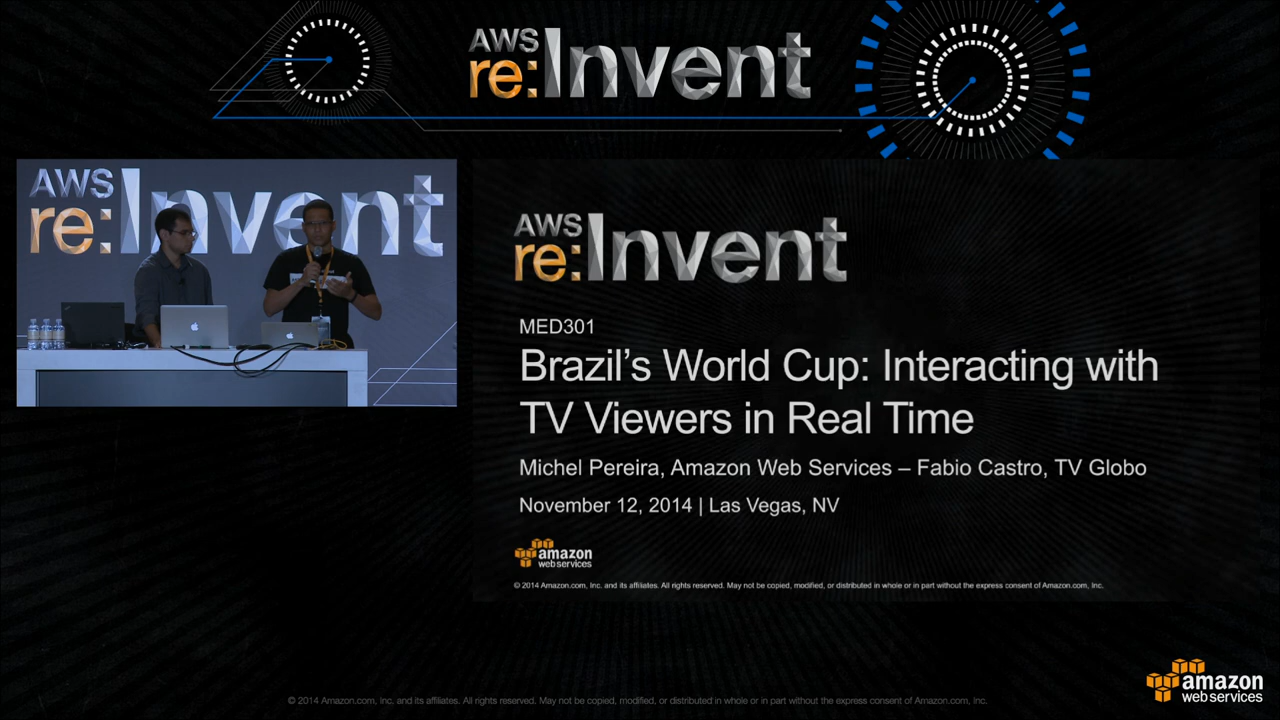 AWS
re:Invent
AWS
re:Invent
AWS
re:Invent
MED301
Brazil's World Cup: Interacting with
TV Viewers in Real Time
Michel Pereira, Amazon Web Services – Fabio Castro, TV Globo
November 12, 2014 | Las Vegas, NV
amazon
web services
© 2014 Amazon.com, Inc. and its affiliates. All rights reserved. May not be copied, modified, or distributed in whole or in part without the express consent of Amazon.com, Inc.
amazon
web services
© 2014 Amazon.com, Inc. and its affiliates. All rights reserved. May not be copied, modified, or distributed in whole or in part without the express consent of Amazon.com, Inc.